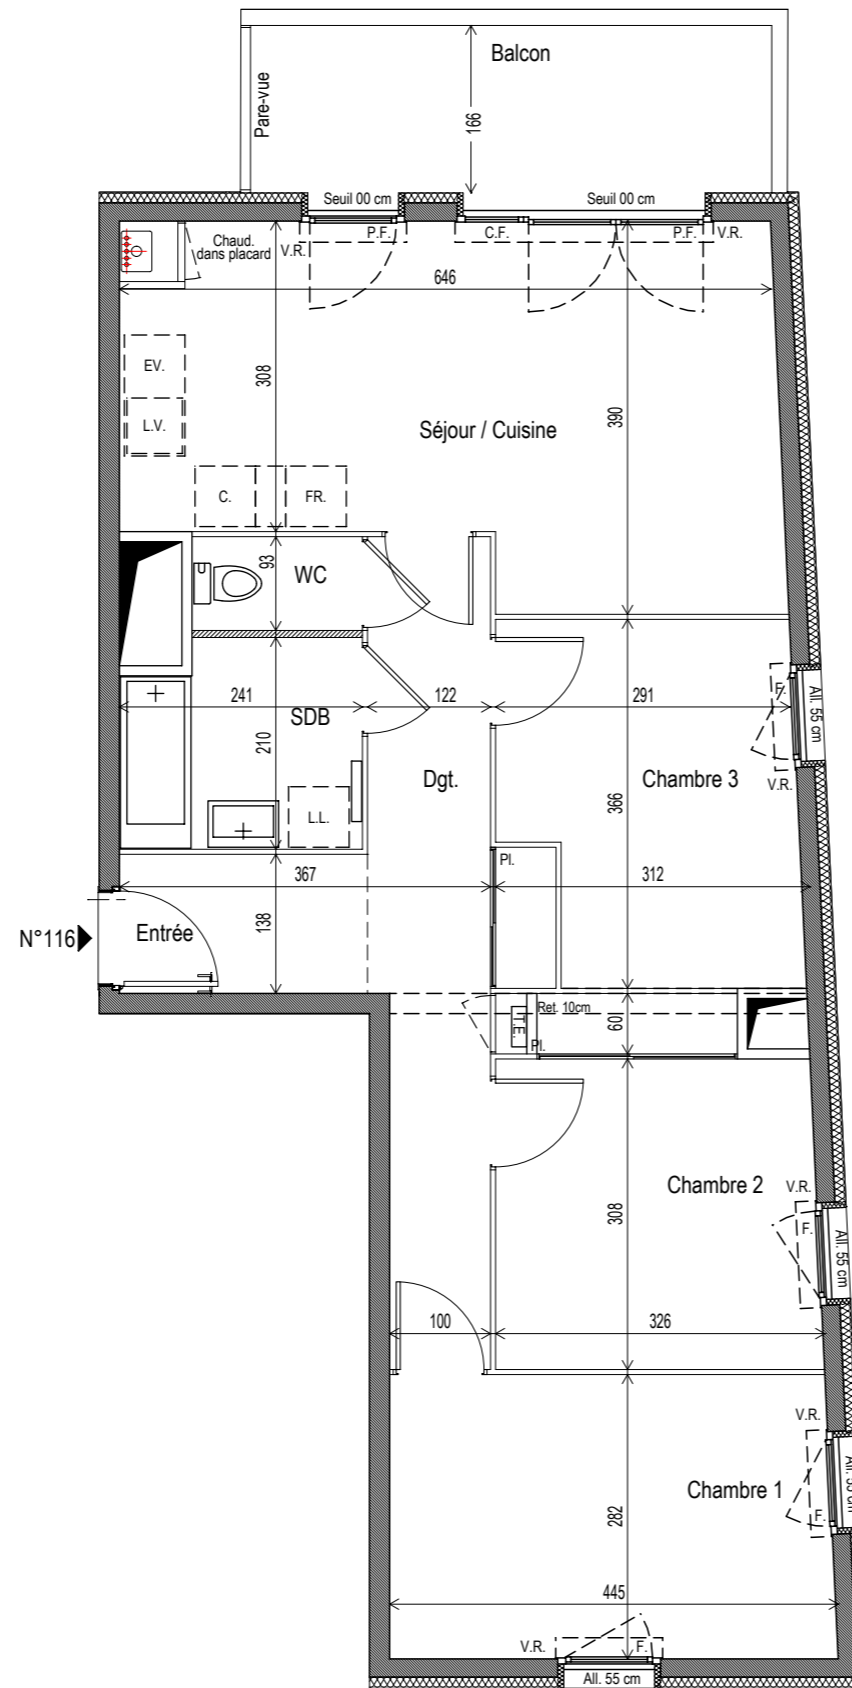 Balcon
Pare-vue
166
Seuil 00 cm
Seuil 00 cm
Chaud.
dans placard
V.R.
P.F.
C.F.
P.F.
V.R.
646
EV.
308
390
L.V.
Séjour / Cuisine
C.
FR.
93
WC
241
122
291
F.
All. 55 cm
SDB
210
Dgt.
Chambre 3
V.R.
366
L.L.
367
Pl.
312
N°116
Entrée
138
T.E.
Ret. 10cm
60
Pl.
Chambre 2
V.R.
308
F.
All. 55 cm
100
326
V.R.
Chambre 1
282
F.
All. 55 cm
445
V.R.
F.
All. 55 cm